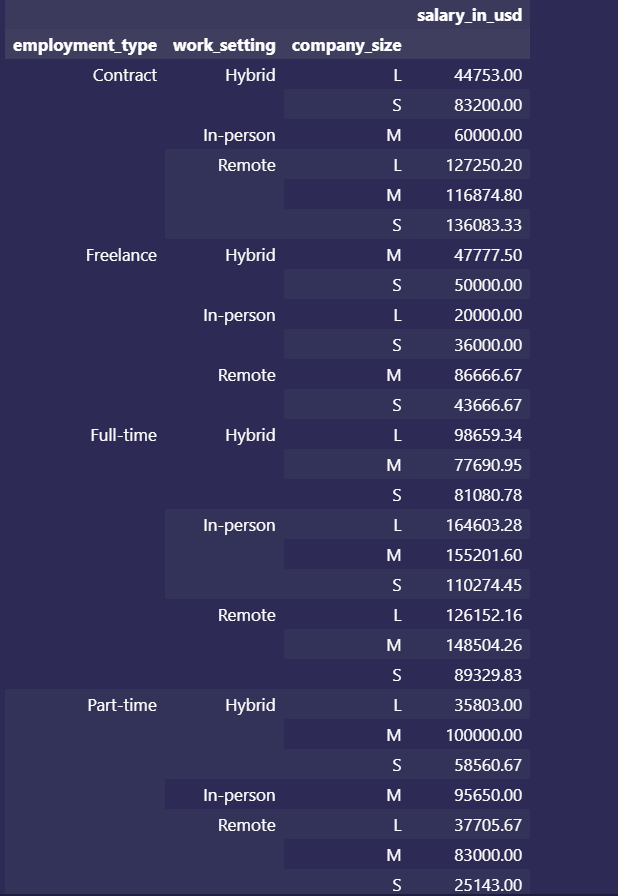 salary_in_usd
employment_type work_setting company_size
Contract Hybrid L 44753.00
S 83200.00
In-person M 60000.00
Remote L 127250.20
M 116874.80
S 136083.33
Freelance Hybrid M 47777.50
S 50000.00
In-person L 20000.00
S 36000.00
Remote M 86666.67
S 43666.67
Full-time Hybrid L 98659.34
M 77690.95
S 81080.78
In-person L 164603.28
M 155201.60
S 110274.45
Remote L 126152.16
M 148504.26
S 89329.83
Part-time Hybrid L 35803.00
M 100000.00
S 58560.67
In-person M 95650.00
Remote L 37705.67
M 83000.00
S 25143.00